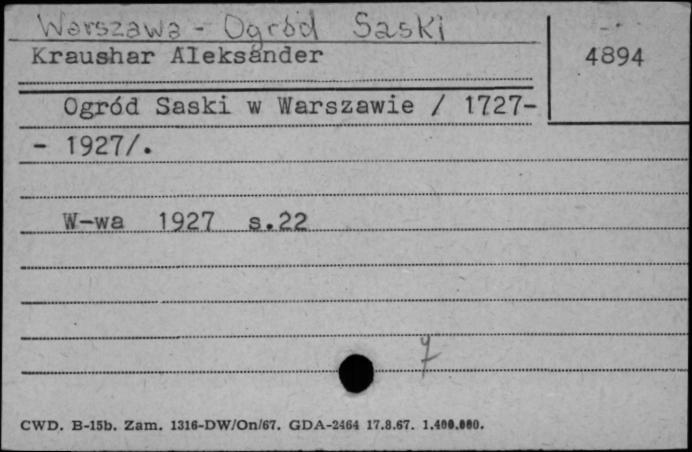 Warszawa - Ogród Saski
Kraushar Aleksander
4894
Ogród Saski w Warszawie / 1727-
- 1927/.
W-wa 1927 s.22
7
CWD. B-15b. Zam. 1316-DW/On/67. GDA-2464 17.8.67. 1.400.000.